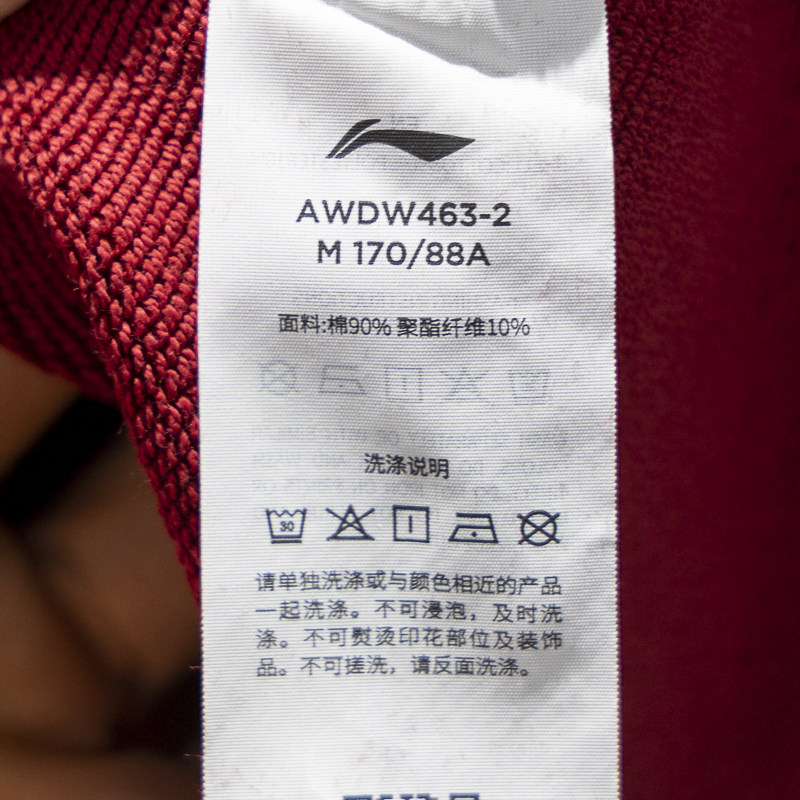 AWDW463-2
M 170/88A
面料:棉90% 聚酯纤维10%
洗涤说明
30
请单独洗涤或与颜色相近的产品
一起洗涤。不可浸泡，及时洗
涤。不可熨烫印花部位及装饰
品。不可搓洗，请反面洗涤。